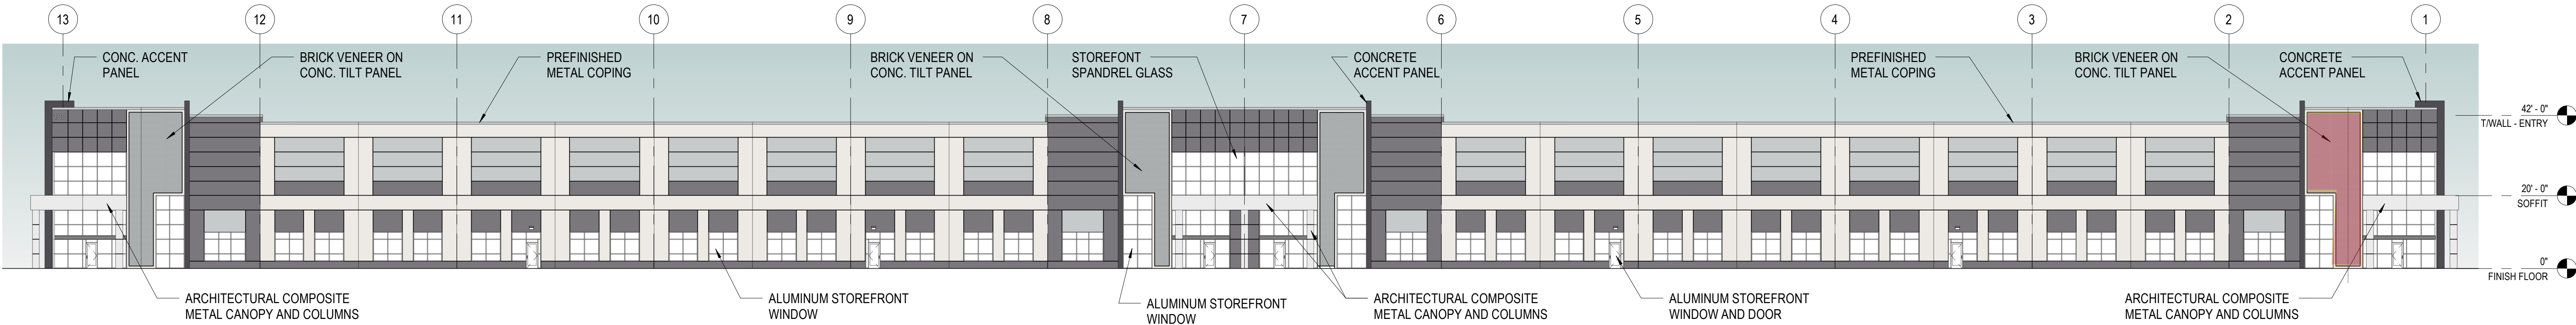 13 12 11 10 9 8 7 6 5 4 3 2 1
CONC. ACCENT
PANEL
BRICK VENEER ON
CONC. TILT PANEL
PREFINISHED
METAL COPING
BRICK VENEER ON
CONC. TILT PANEL
STOREFONT
SPANDREL GLASS
CONCRETE
ACCENT PANEL
PREFINISHED
METAL COPING
BRICK VENEER ON
CONC. TILT PANEL
CONCRETE
ACCENT PANEL
42' - 0"
T/WALL - ENTRY
20' - 0"
SOFFIT
0"
FINISH FLOOR
ARCHITECTURAL COMPOSITE
METAL CANOPY AND COLUMNS
ALUMINUM STOREFRONT
WINDOW
ALUMINUM STOREFRONT
WINDOW
ARCHITECTURAL COMPOSITE
METAL CANOPY AND COLUMNS
ALUMINUM STOREFRONT
WINDOW AND DOOR
ARCHITECTURAL COMPOSITE
METAL CANOPY AND COLUMNS